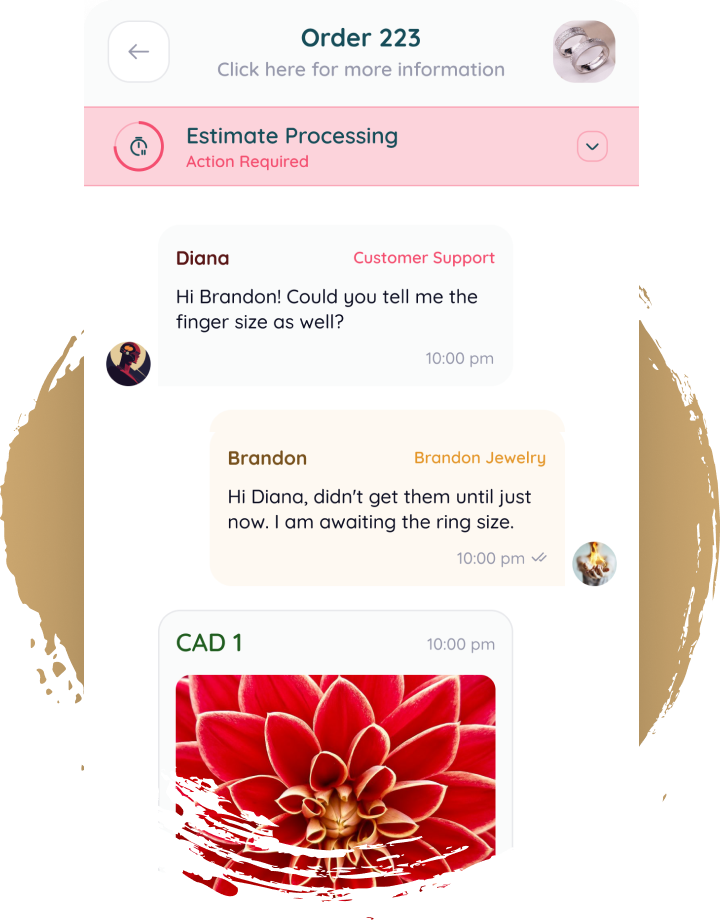 Order 223
Click here for more information
Estimate Processing
Action Required
Diana Customer Support
Hi Brandon! Could you tell me the
finger size as well?
10:00 pm
Brandon Brandon Jewelry
Hi Diana, didn't get them until just
now. I am awaiting the ring size.
10:00 pm
CAD 1 10:00 pm